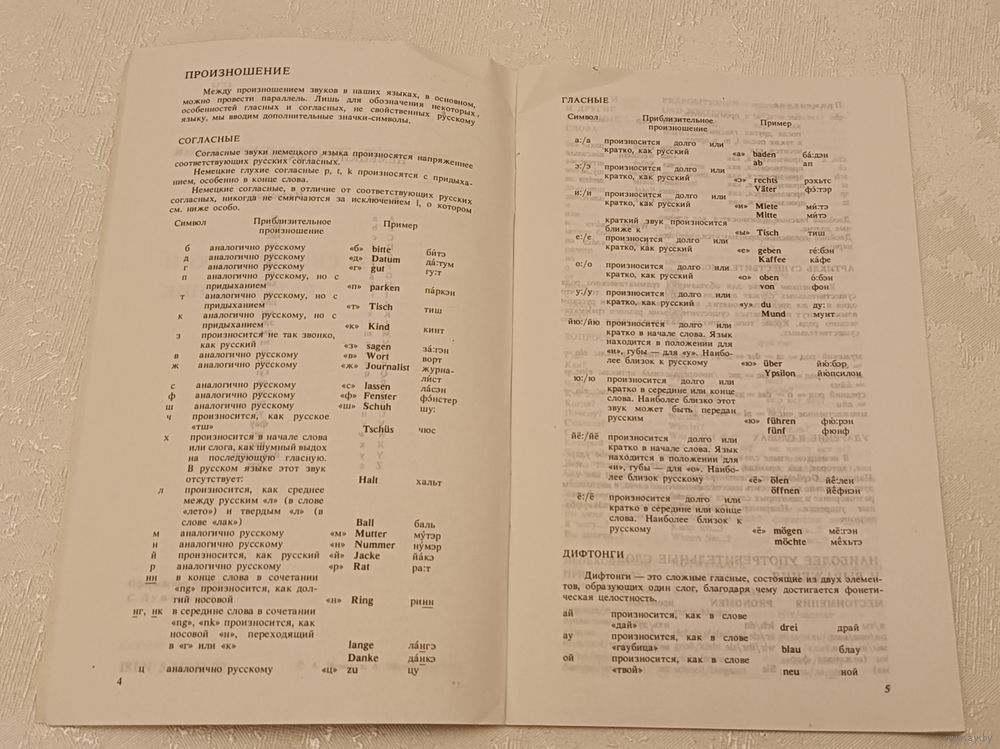 ПРОИЗНОШЕНИЕ
Между произношением звуков в наших языках, в основном,
можно провести параллель. Лишь для обозначения некоторых
особенностей гласных и согласных, не свойственных русскому
языку, мы вводим дополнительные значки-символы.
СОГЛАСНЫЕ
Согласные звуки немецкого языка произносятся напряженнее
соответствующих русских согласных.
Немецкие глухие согласные p, t, k произносятся с придыха-
нием, особенно в конце слова.
Немецкие согласные, в отличие от соответствующих русских
согласных, никогда не смягчаются за исключением l, о котором
см. ниже особо.
Символ Приблизительное Пример
произношение
б аналогично русскому «б» bitte би́тэ
д аналогично русскому «д» Datum да́:тум
г аналогично русскому «г» gut гу:т
п аналогично русскому, но с
придыханием «п» parken па́ркэн
т аналогично русскому, но с
придыханием «т» Tisch тиш
к аналогично русскому, но с
придыханием «к» Kind кинт
з произносится не так звонко,
как русский «з» sagen за́:гэн
в аналогично русскому «в» Wort ворт
ж аналогично русскому «ж» Journalist журна-
ли́ст
с аналогично русскому «с» lassen ла́сэн
ф аналогично русскому «ф» Fenster фэ́нстер
ш аналогично русскому «ш» Schuh шу:
ч произносится, как русское
«тш» Tschüs чюс
х произносится в начале слова
или слога, как шумный выдох
на последующую гласную.
В русском языке этот звук
отсутствует: Halt хальт
л произносится, как среднее
между русским «л» (в слове
«лето») и твердым «л» (в
слове «лак») Ball баль
м аналогично русскому «м» Mutter му́тэр
н аналогично русскому «н» Nummer ну́мэр
й произносится, как русский «й» Jacke йа́кэ
р аналогично русскому «р» Rat ра:т
нн в конце слова в сочетании
«ng» произносится, как дол-
гий носовой «н» Ring ринн
нг, нк в середине слова в сочетании
«ng», «nk» произносится, как
носовой «н», переходящий
в «г» или «к» lange ла́нгэ
Danke да́нкэ
ц аналогично русскому «ц» zu цу
4
ГЛАСНЫЕ
Символ Приблизительное Пример
произношение
а:/а произносится долго или
кратко, как русский «а» baden ба́:дэн
ab ап
э:/э произносится долго или
кратко, как русский «э» rechts рэхьтс
Väter фэ́:тэр
и:/и произносится долго или
кратко, как русский «и» Miete ми́:тэ
Mitte ми́тэ
краткий звук произносится
ближе к «ы» Tisch тиш
е:/е произносится долго или
кратко, как русский «е» geben ге́:бэн
Kaffee ка́фе
о:/о произносится долго или
кратко, как русский «о» oben о́:бэн
von фон
у:/у произносится долго или
кратко, как русский «у» du ду:
Mund мунт
йю:/йю произносится долго или
кратко в начале слова. Язык
находится в положении для
«и», губы — для «у». Наибо-
лее близок к русскому «ю» über йю́:бэр
Ypsilon йю́псилон
ю:/ю произносится долго или
кратко в середине или конце
слова. Наиболее близко этот
звук может быть передан
русским «ю» führen фю́:рэн
fünf фюнф
йё:/йё произносится долго или
кратко в начале слова. Язык
находится в положении для
«и», губы — для «о». Наибо-
лее близок русскому «ё» ölen йё:лен
öffnen йёфнэн
ё:/ё произносится долго или
кратко в середине или конце
слова. Наиболее близок к
русскому «ё» mögen мё:гэн
möchte мёхьтэ
ДИФТОНГИ
Дифтонги — это сложные гласные, состоящие из двух элемен-
тов, образующих один слог, благодаря чему достигается фонети-
ческая целостность.
ай произносится, как в слове
«дай» drei драй
ау произносится, как в слове
«гаубица» blau блау
ой произносится, как в слове
«твой» neu ной
5